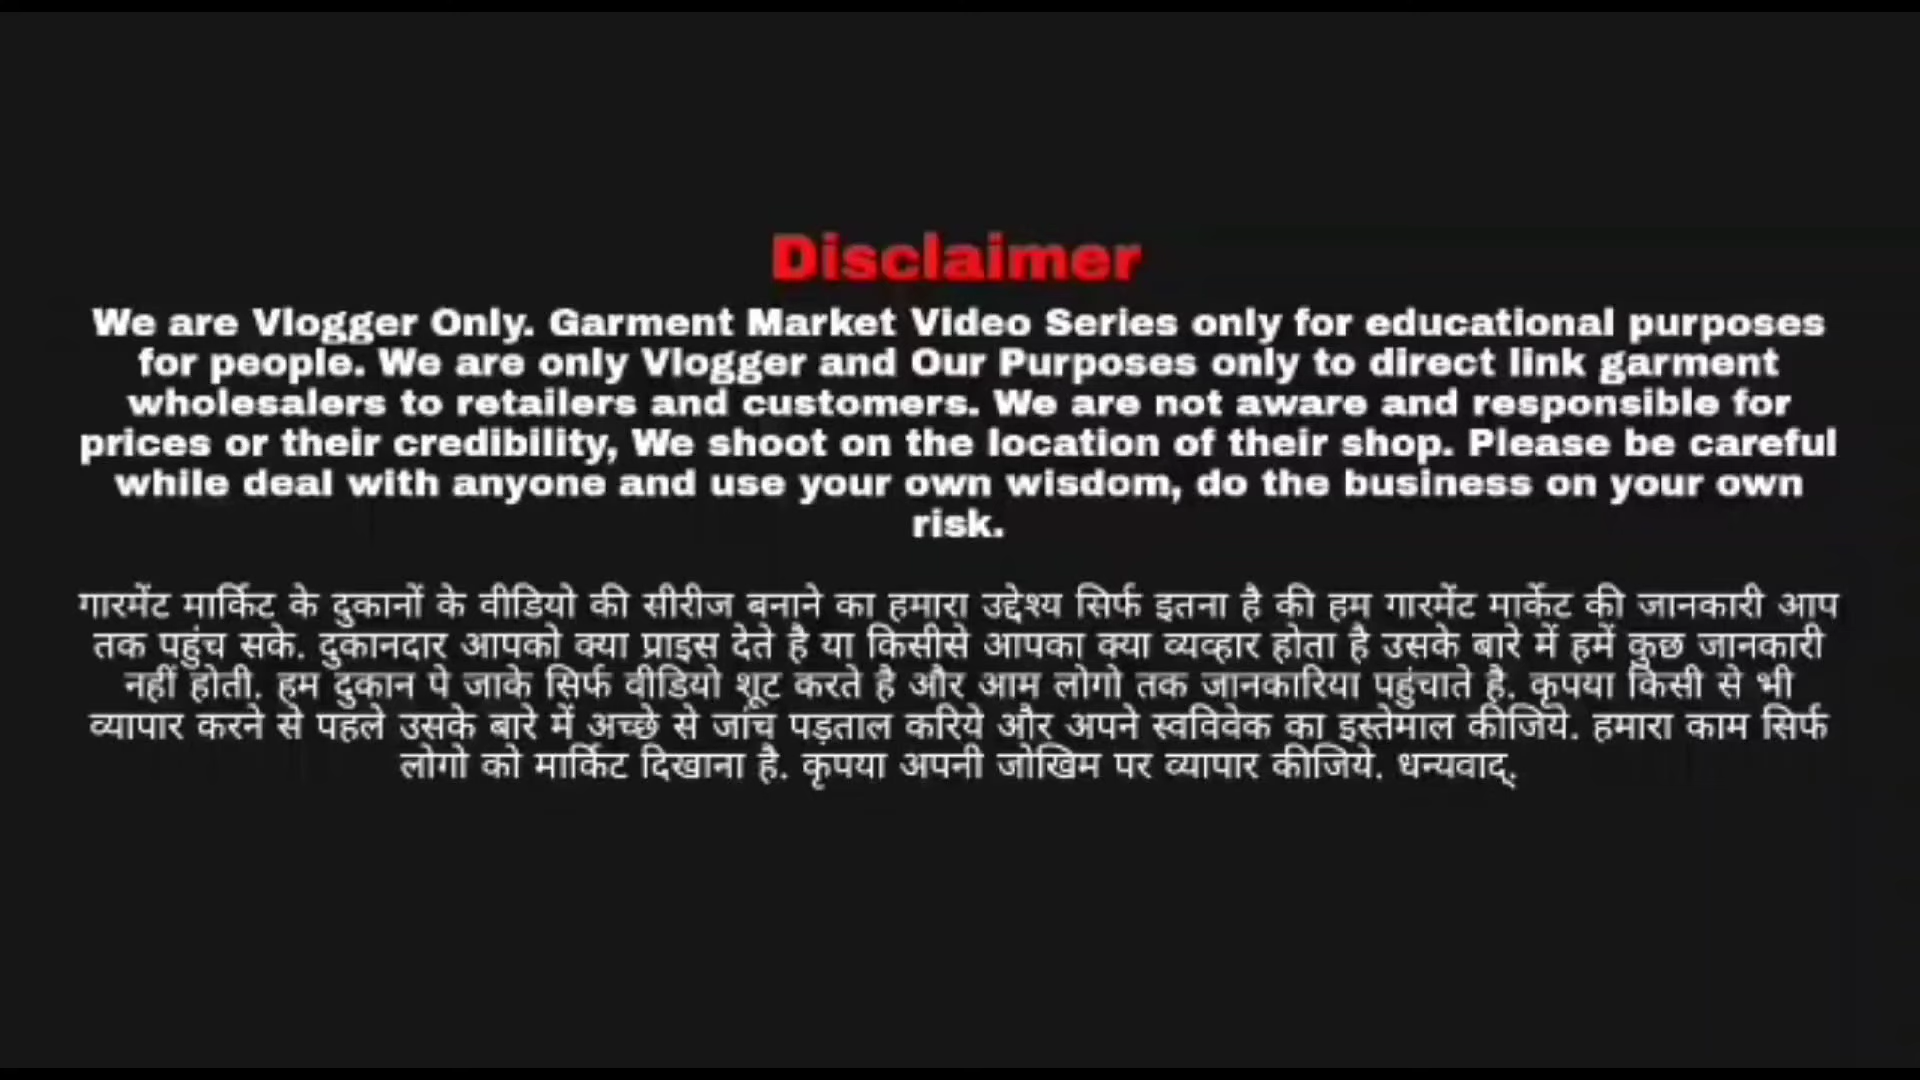 Disclaimer
We are Vlogger Only. Garment Market Video Series only for educational purposes
for people. We are only Vlogger and Our Purposes only to direct link garment
wholesalers to retailers and customers. We are not aware and responsible for
prices or their credibility, We shoot on the location of their shop. Please be careful
while deal with anyone and use your own wisdom, do the business on your own
risk.
गारमेंट मार्किट के दुकानों के वीडियो की सीरीज बनाने का हमारा उद्देश्य सिर्फ इतना है की हम गारमेंट मार्केट की जानकारी आप
तक पहुंच सके. दुकानदार आपको क्या प्राइस देते है या किसीसे आपका क्या व्यव्हार होता है उसके बारे में हमें कुछ जानकारी
नहीं होती. हम दुकान पे जाके सिर्फ वीडियो शूट करते है और आम लोगो तक जानकारिया पहुंचाते है. कृपया किसी से भी
व्यापार करने से पहले उसके बारे में अच्छे से जांच पड़ताल करिये और अपने स्वविवेक का इस्तेमाल कीजिये. हमारा काम सिर्फ
लोगो को मार्किट दिखाना है. कृपया अपनी जोखिम पर व्यापार कीजिये. धन्यवाद्.